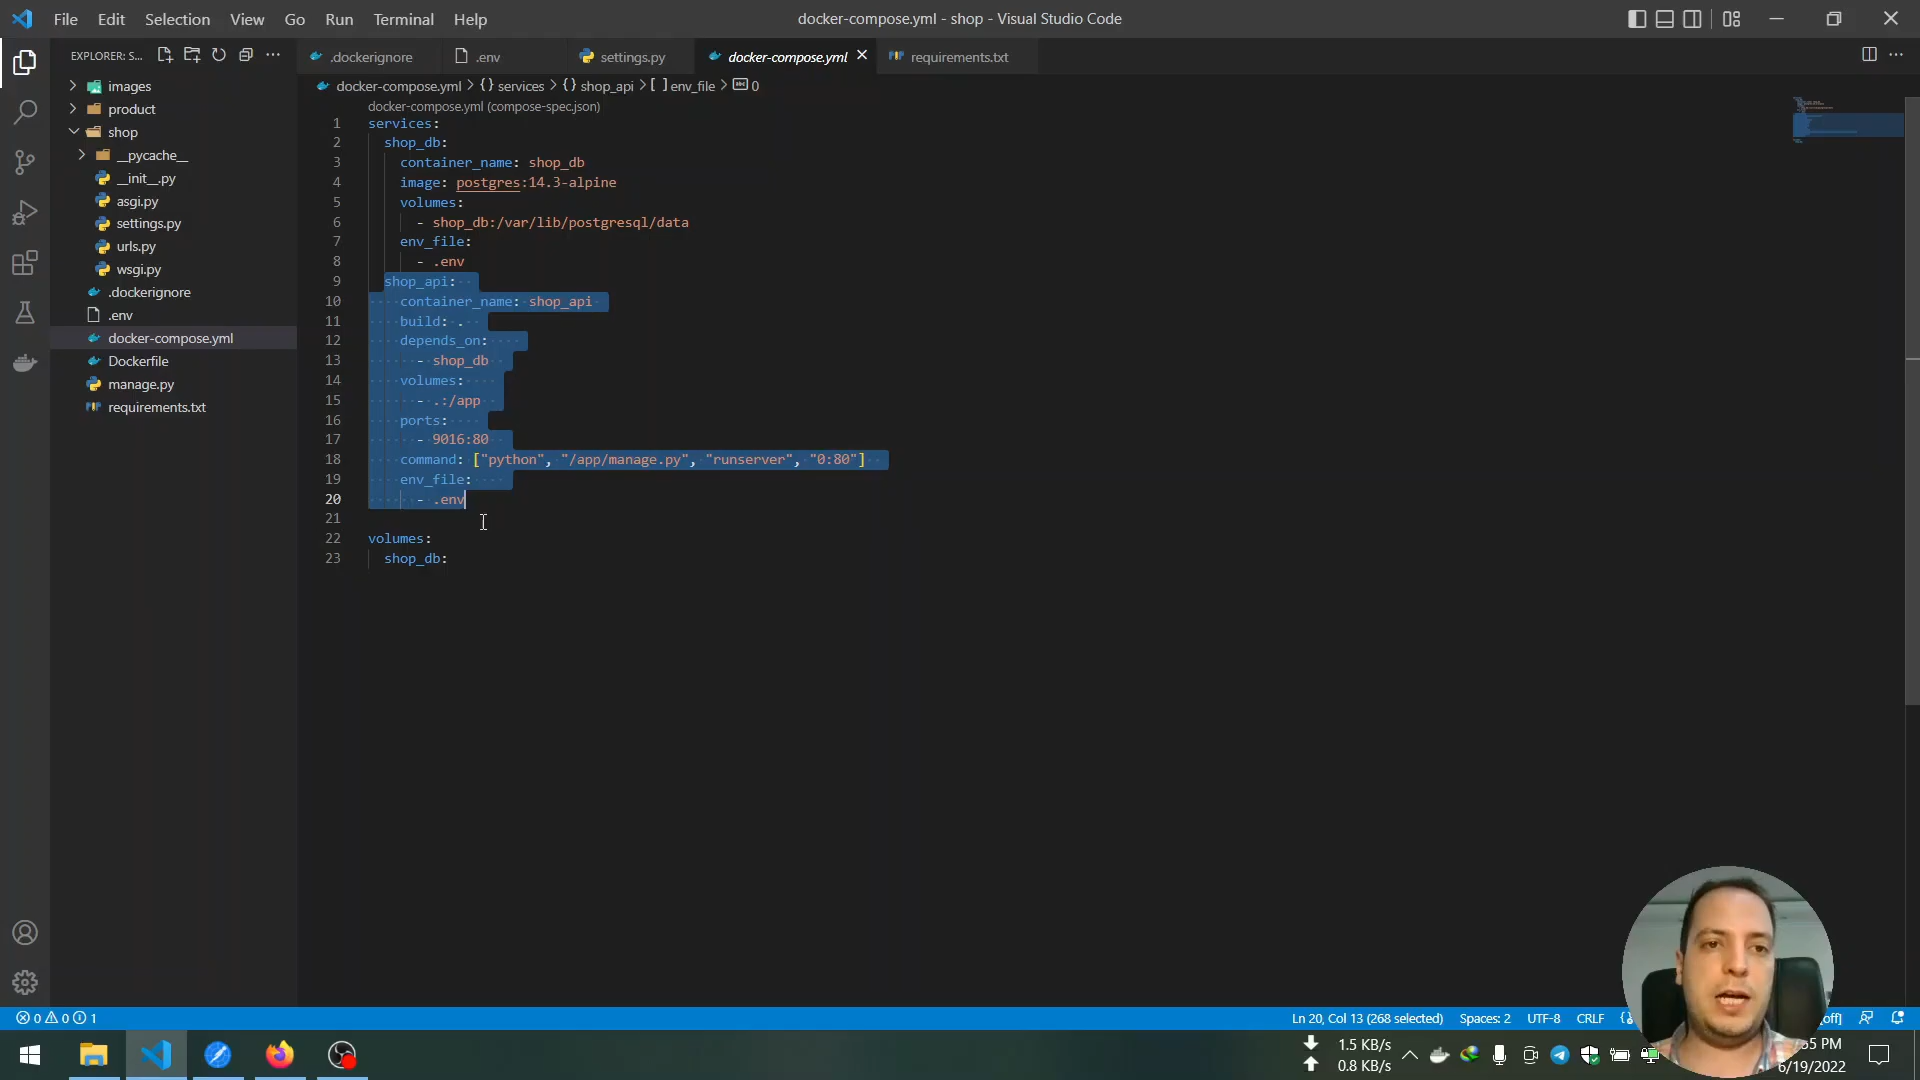 File Edit Selection View Go Run Terminal Help
docker-compose.yml - shop - Visual Studio Code
EXPLORER: S...
.dockerignore .env settings.py docker-compose.yml requirements.txt
docker-compose.yml > {} services > {} shop_api > [ ] env_file > 0
docker-compose.yml (compose-spec.json)
images
product
shop
__pycache__
__init__.py
asgi.py
settings.py
urls.py
wsgi.py
.dockerignore
.env
docker-compose.yml
Dockerfile
manage.py
requirements.txt
1 services:
2 shop_db:
3 container_name: shop_db
4 image: postgres:14.3-alpine
5 volumes:
6 - shop_db:/var/lib/postgresql/data
7 env_file:
8 - .env
9 shop_api:
10 container_name: shop_api
11 build: .
12 depends_on:
13 - shop_db
14 volumes:
15 - .:/app
16 ports:
17 - 9016:80
18 command: ["python", "/app/manage.py", "runserver", "0:80"]
19 env_file:
20 - .env
21
22 volumes:
23 shop_db:
0 0 1
Ln 20, Col 13 (268 selected) Spaces: 2 UTF-8 CRLF {} off]
1.5 KB/s
0.8 KB/s
55 PM
6/19/2022